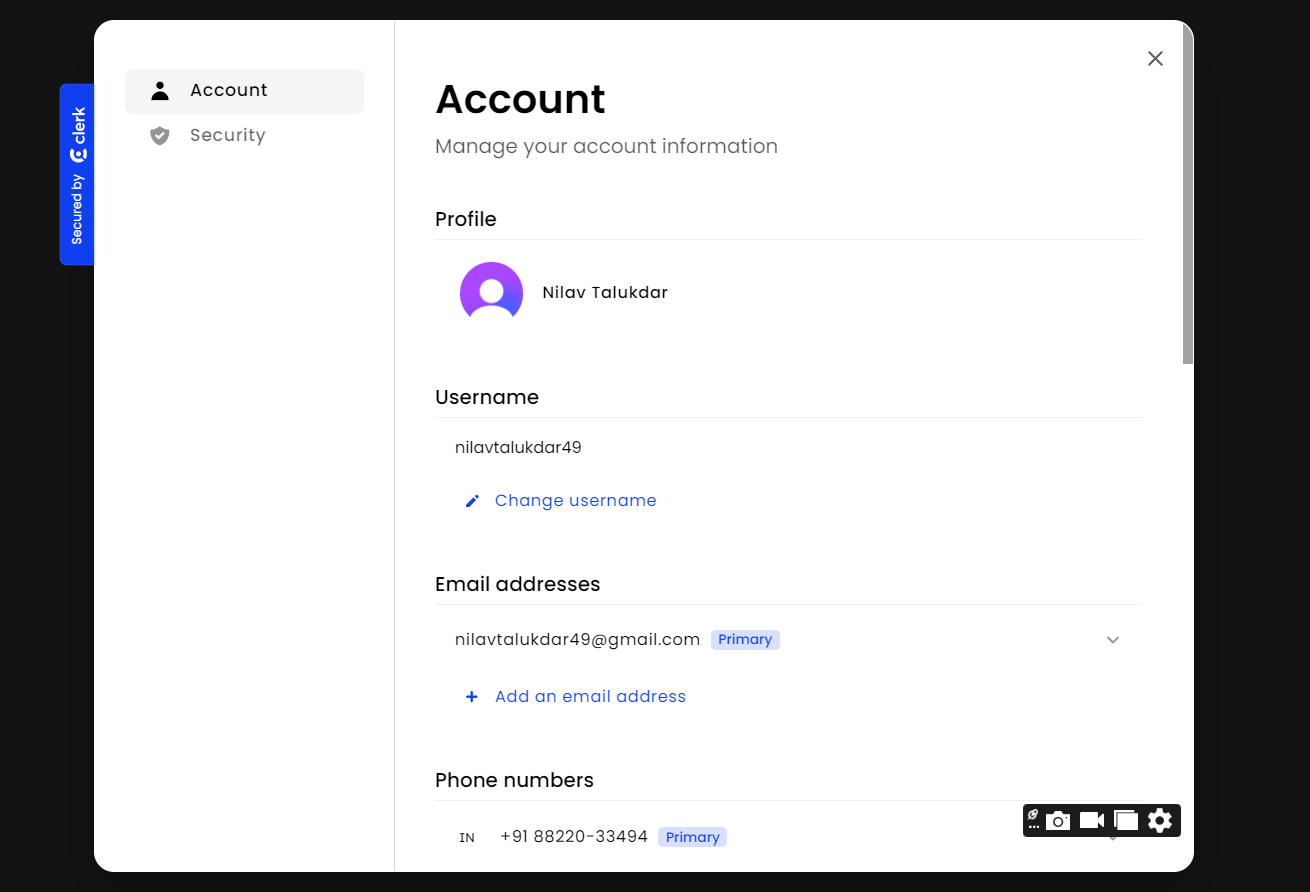 Secured by clerk
Account
Security
Account
Manage your account information
Profile
Nilav Talukdar
Username
nilavtalukdar49
Change username
Email addresses
nilavtalukdar49@gmail.com Primary
+ Add an email address
Phone numbers
IN +91 88220-33494 Primary